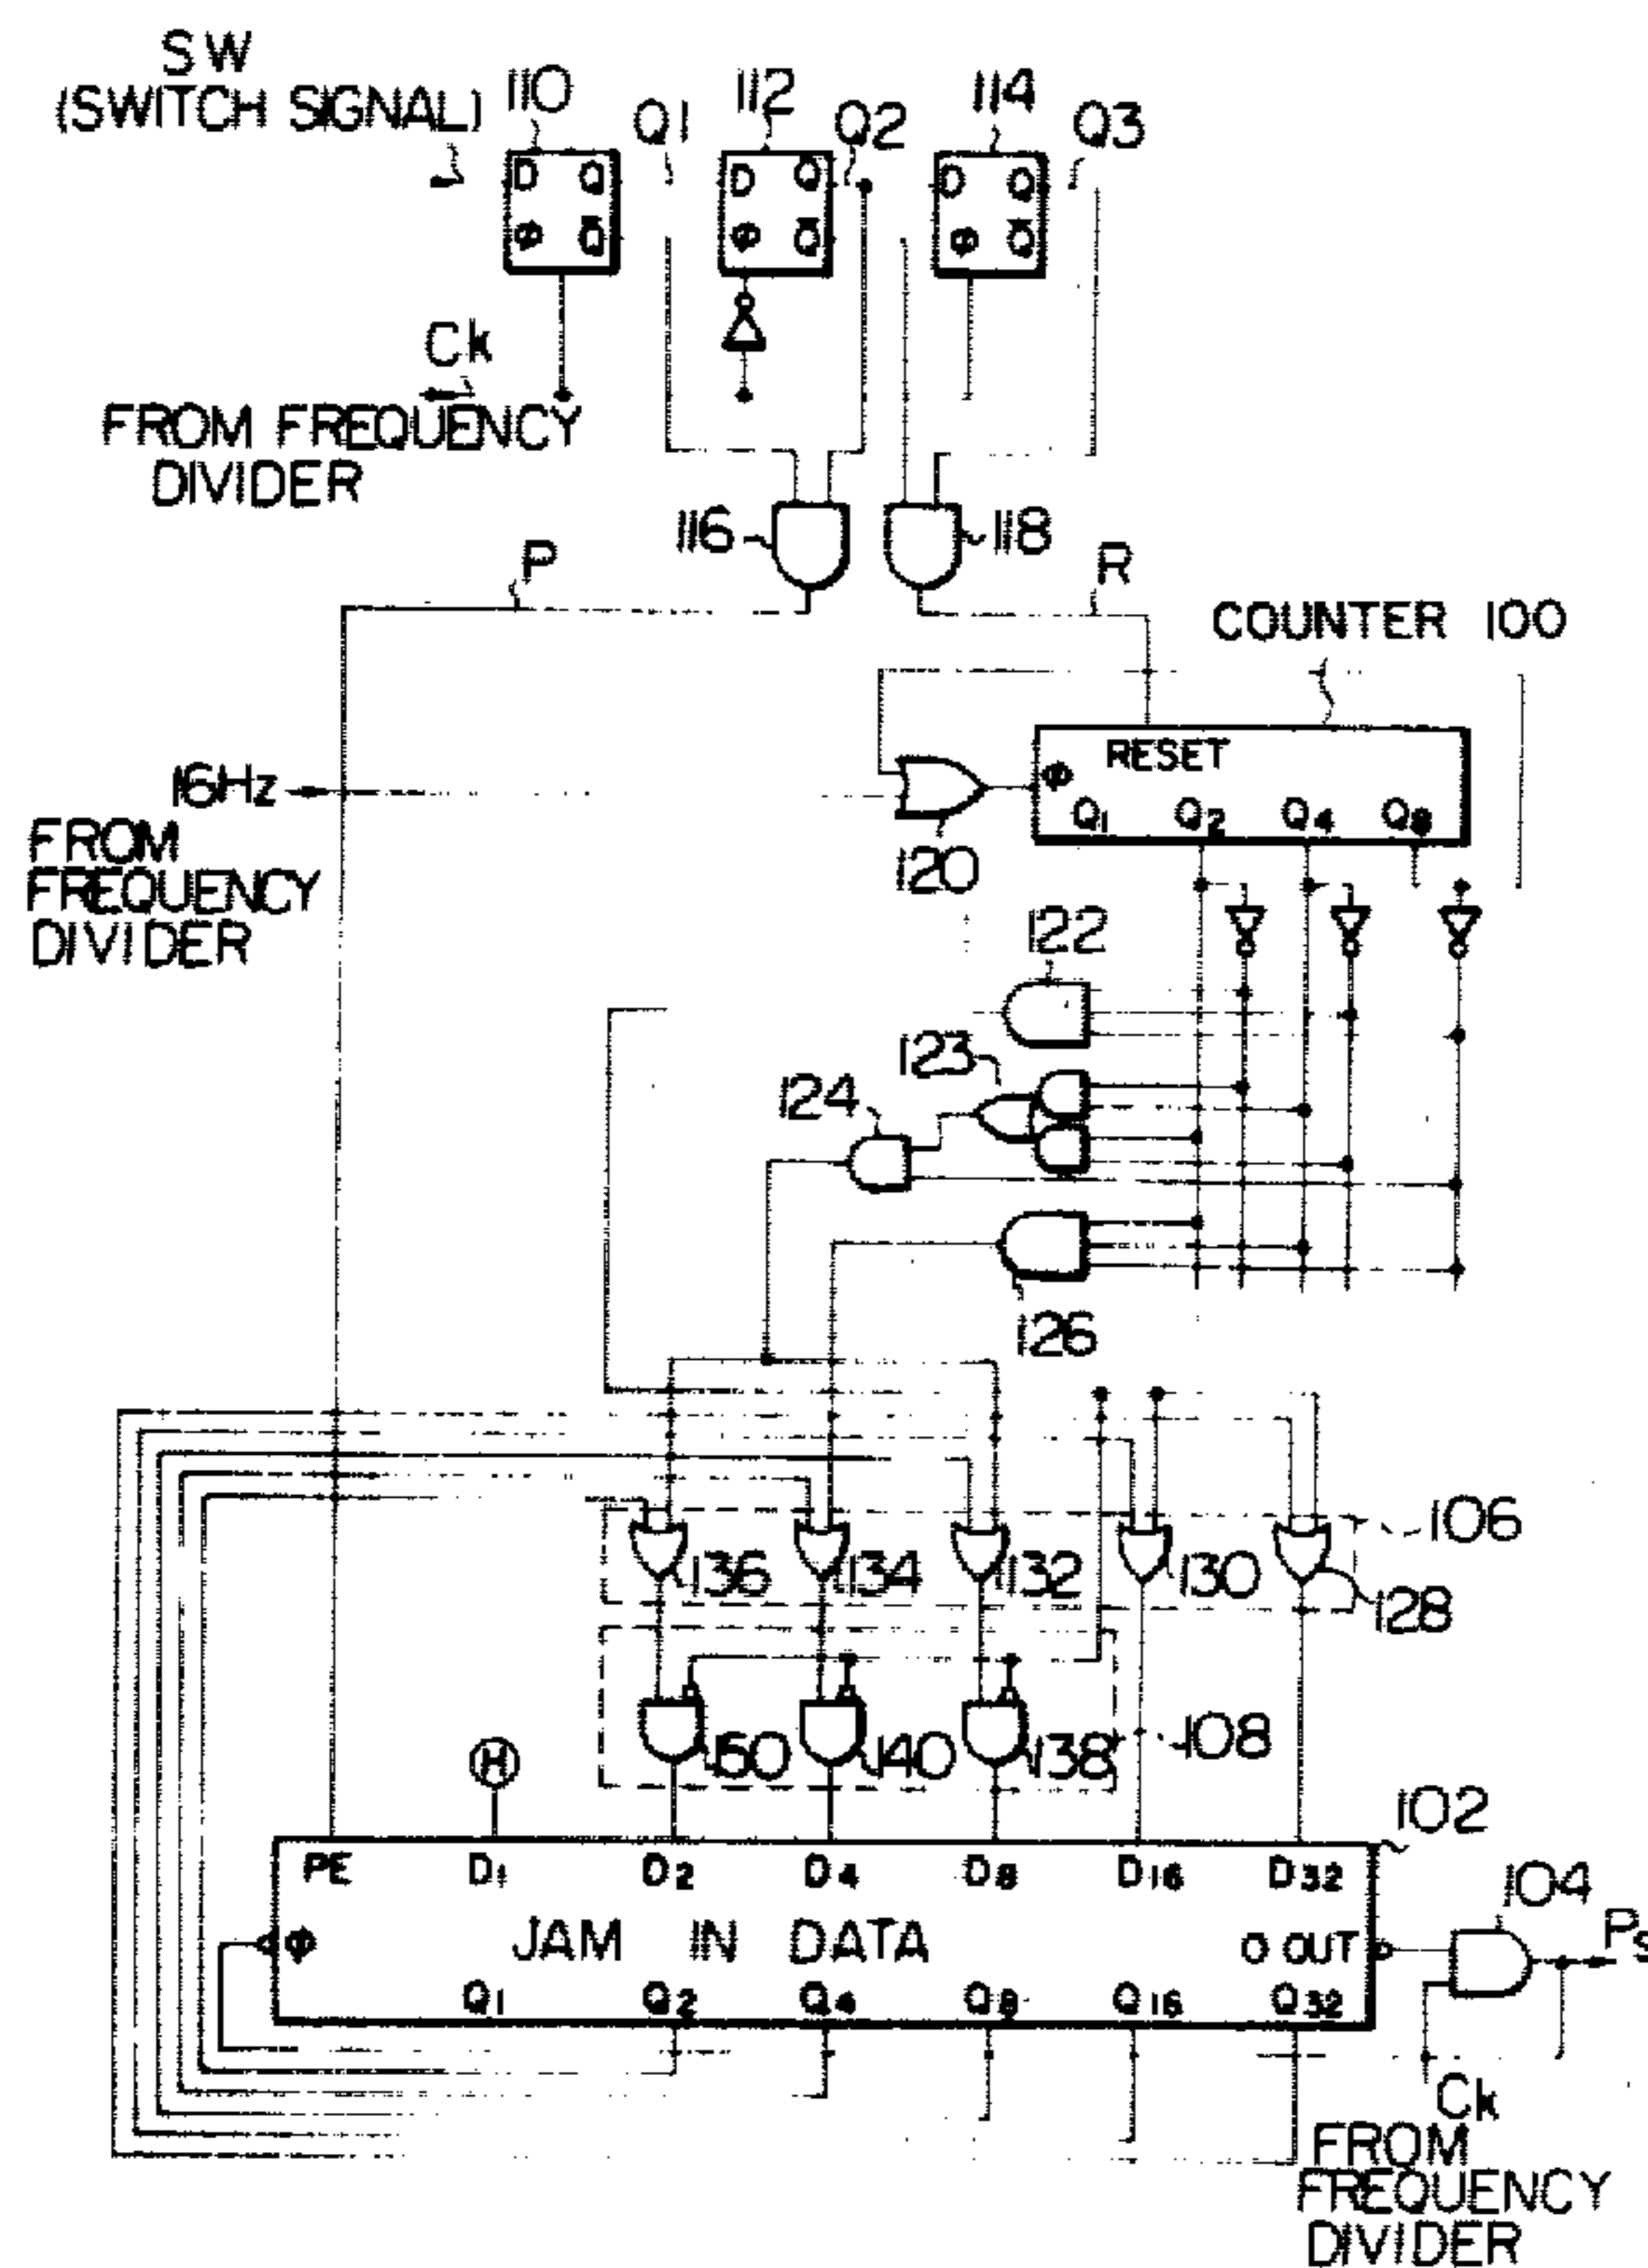 SW
(SWITCH SIGNAL)
110
Q1
112
Q2
114
Q3
D Q
Φ Q̄
D Q
Φ Q̄
D Q
Φ Q̄
Ck
FROM FREQUENCY
DIVIDER
116
118
P
R
COUNTER 100
16Hz
FROM
FREQUENCY
DIVIDER
RESET
Φ
Q1 Q2 Q4 Q8
120
122
123
124
126
106
136
134
132
130
128
150
140
138
108
H
102
PE D1 D2 D4 D8 D16 D32
Φ JAM IN DATA 0 OUT
Q1 Q2 Q4 Q8 Q16 Q32
104
Ps
Ck
FROM
FREQUENCY
DIVIDER